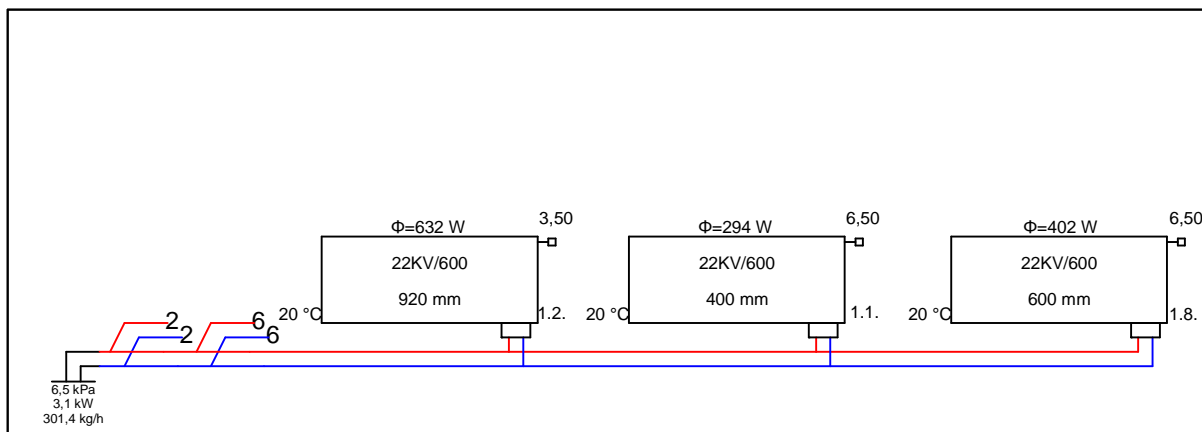 Φ=632 W
3,50
22KV/600
920 mm
20 °C
1.2.
Φ=294 W
6,50
22KV/600
400 mm
20 °C
1.1.
Φ=402 W
6,50
22KV/600
600 mm
20 °C
1.8.
2
6
2
6
6,5 kPa
3,1 kW
301,4 kg/h